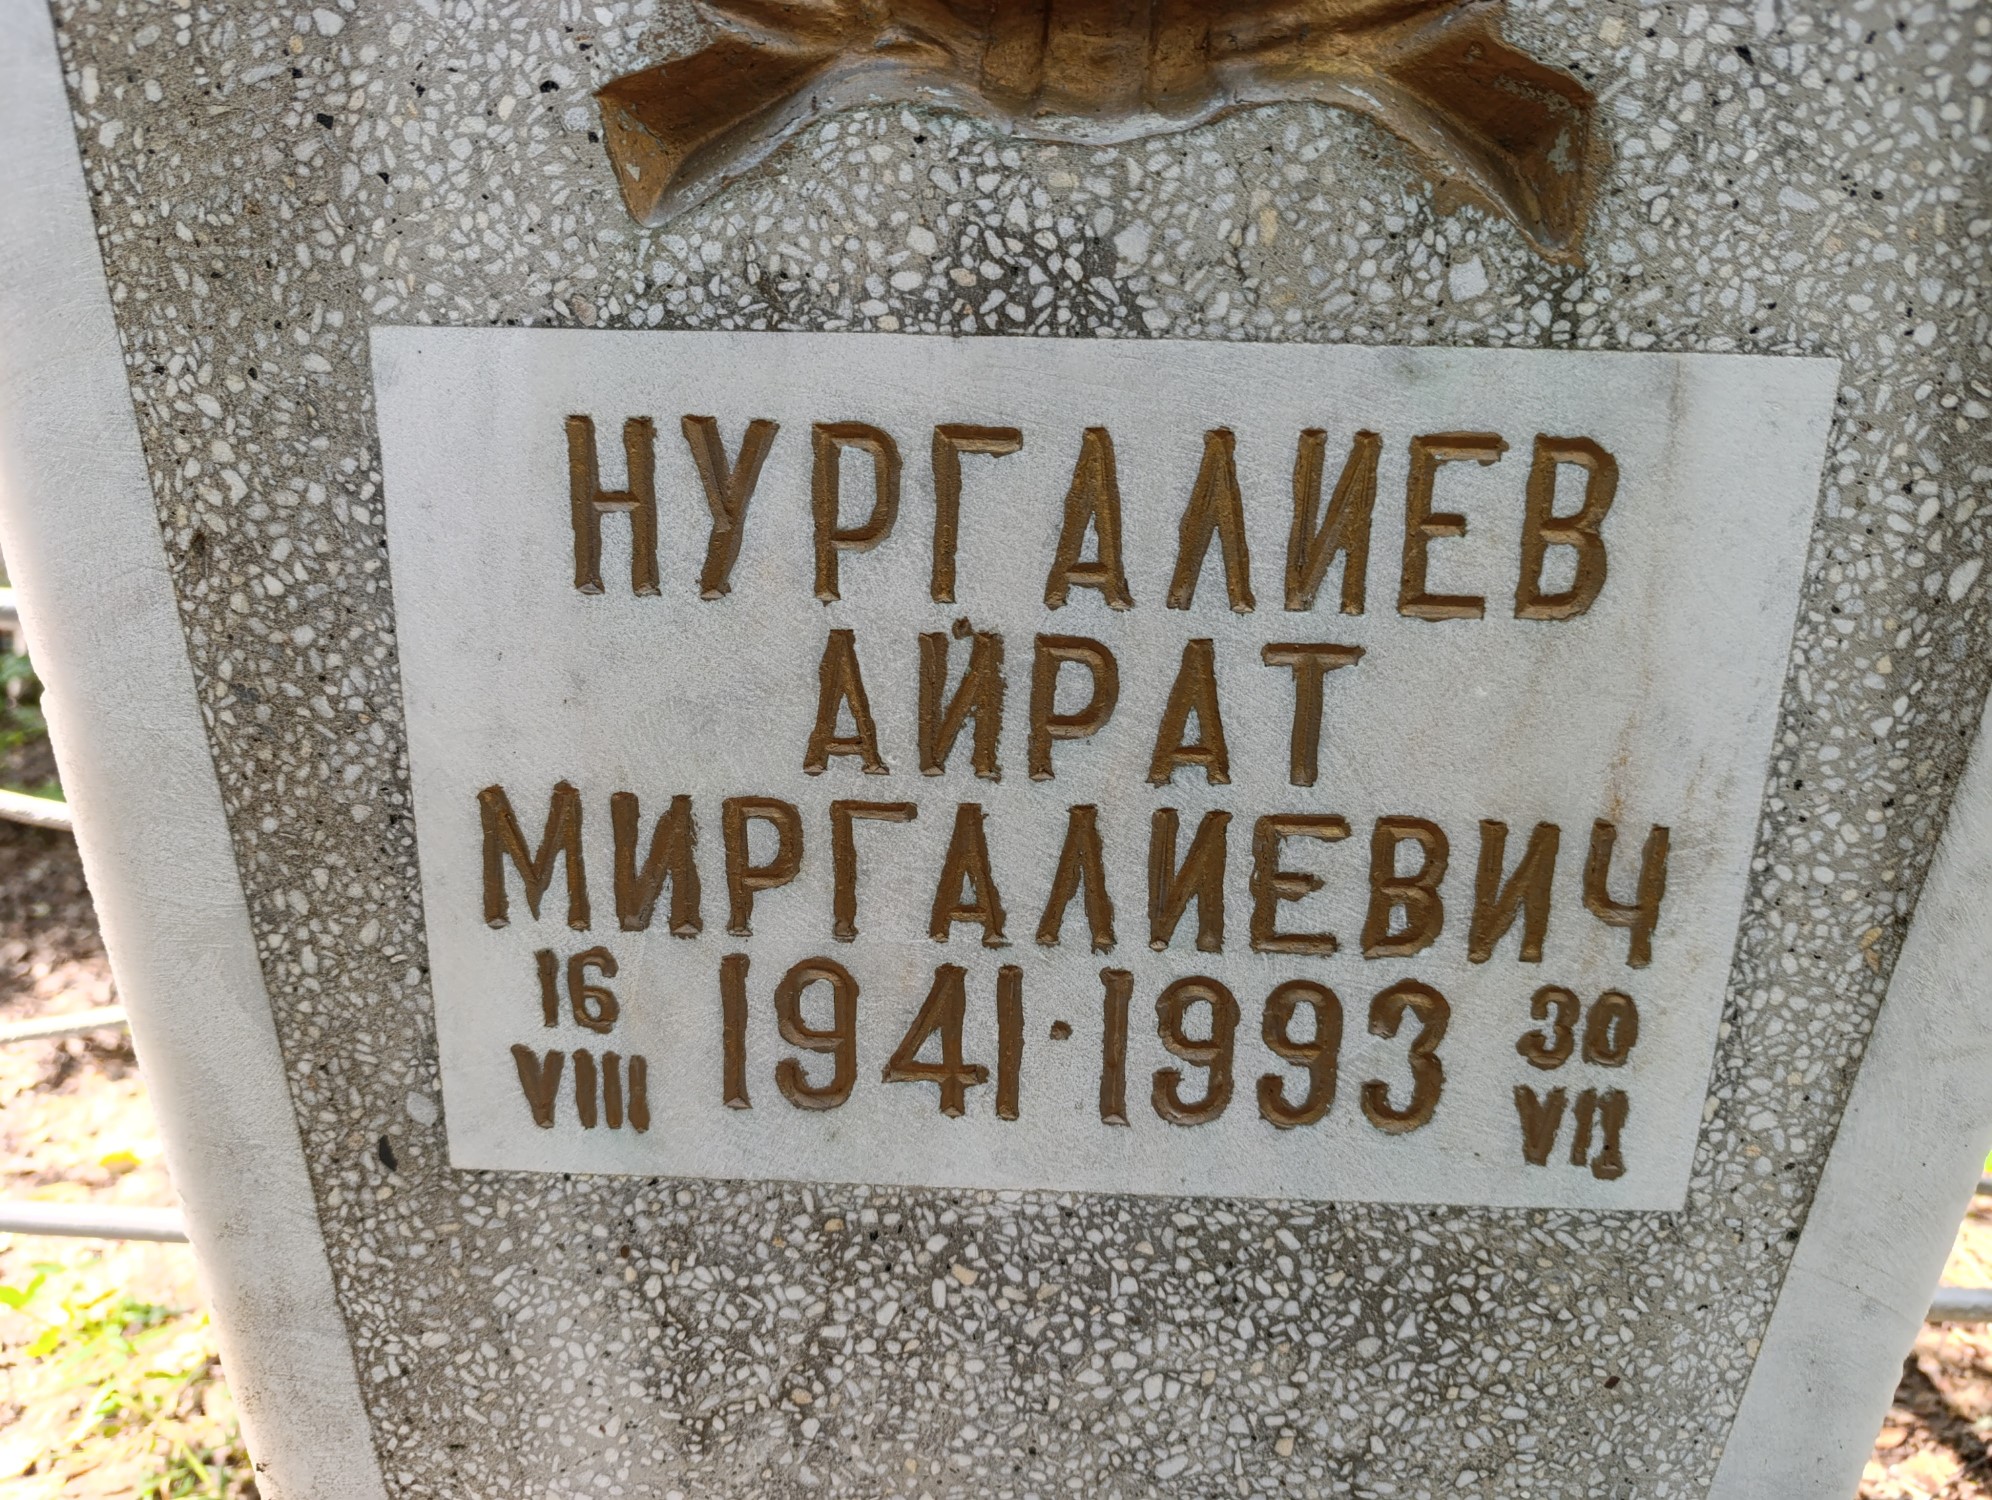 НУРГАЛИЕВ
АЙРАТ
МИРГАЛИЕВИЧ
16 1941·1993 30
VIII VII